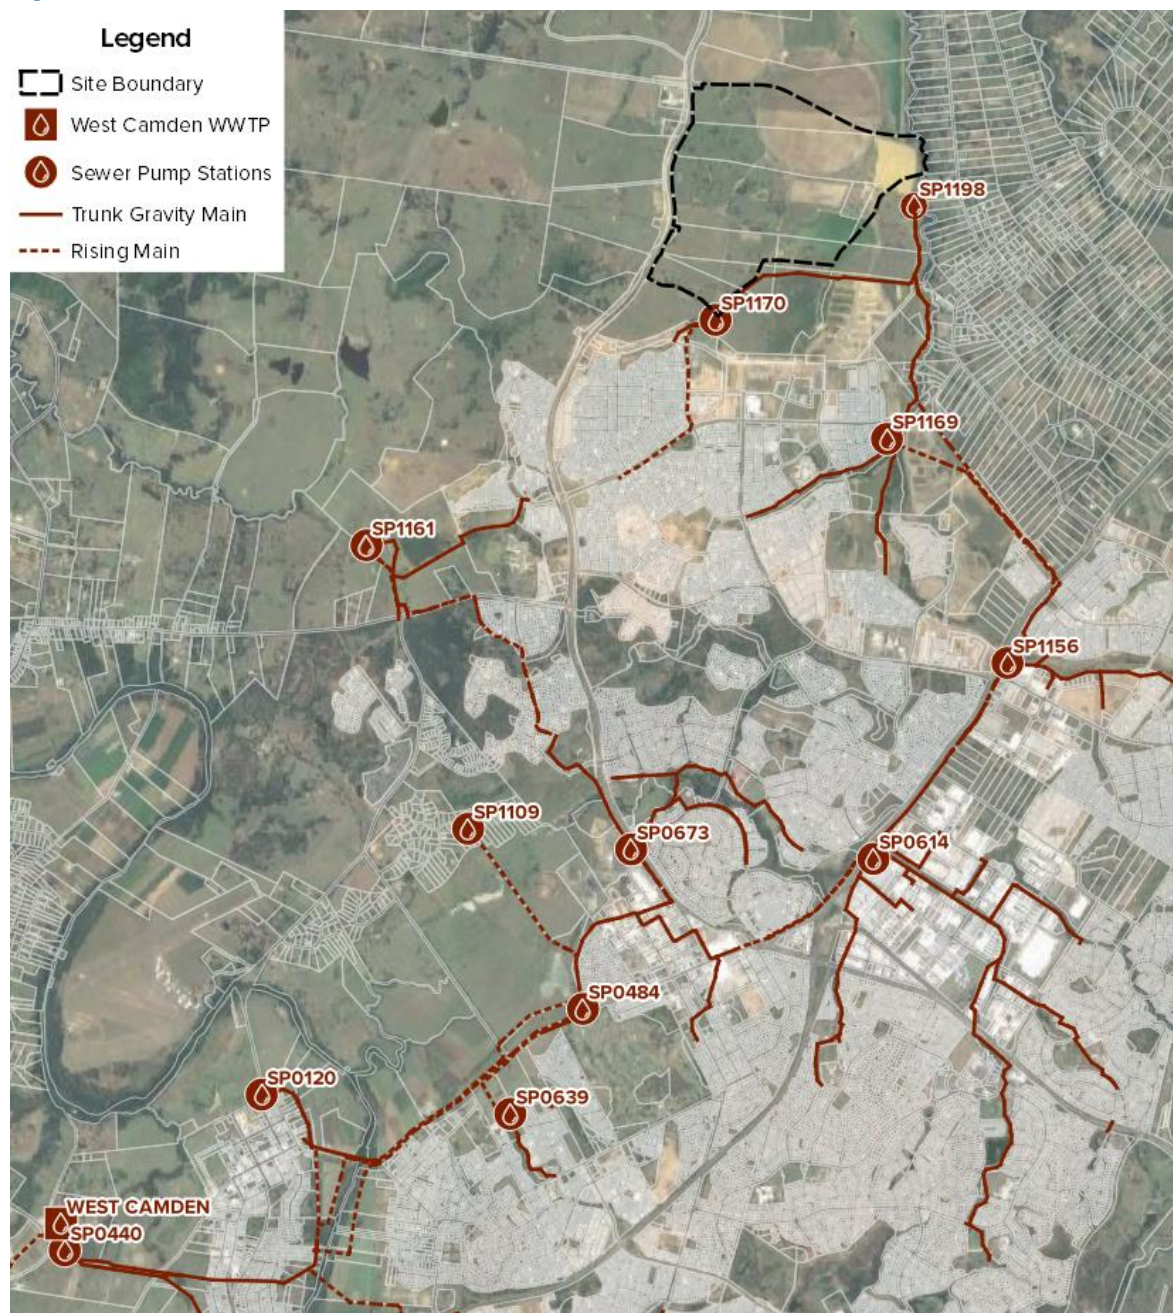 Legend
Site Boundary
West Camden WWTP
Sewer Pump Stations
Trunk Gravity Main
Rising Main
SP1198
SP1170
SP1169
SP1161
SP1156
SP1109
SP0673
SP0614
SP0484
SP0120
SP0639
WEST CAMDEN
SP0440